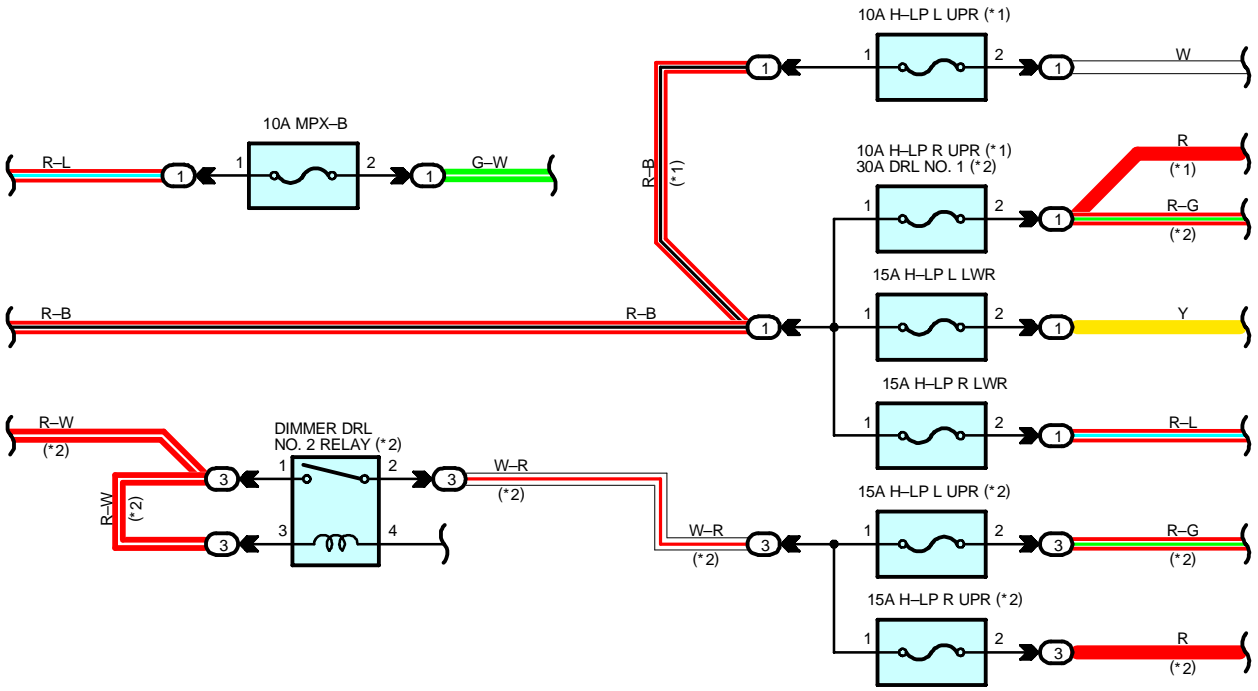 10A H–LP L UPR (*1)
1
1
2
1
W
10A MPX–B
R–L
1
1
2
1
G–W
R–B
(*1)
10A H–LP R UPR (*1)
30A DRL NO. 1 (*2)
1
2
1
R
(*1)
R–G
(*2)
15A H–LP L LWR
R–B
R–B
1
1
2
1
Y
15A H–LP R LWR
1
2
1
R–L
R–W
(*2)
DIMMER DRL
NO. 2 RELAY (*2)
3
1
2
3
W–R
(*2)
R–W
(*2)
3
3
4
15A H–LP L UPR (*2)
W–R
(*2)
3
1
2
3
R–G
(*2)
15A H–LP R UPR (*2)
1
2
3
R
(*2)